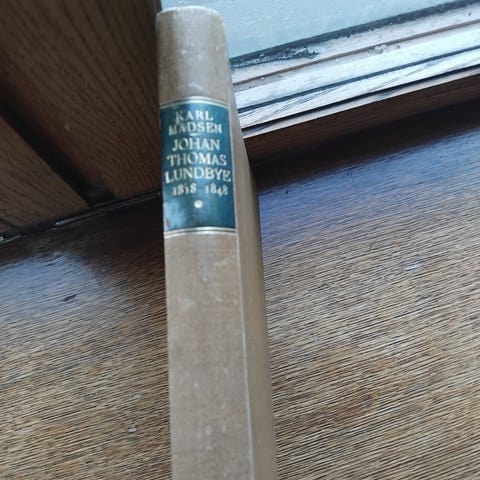 KARL
MADSEN
JOHAN
THOMAS
LUNDBYE
1818-1848